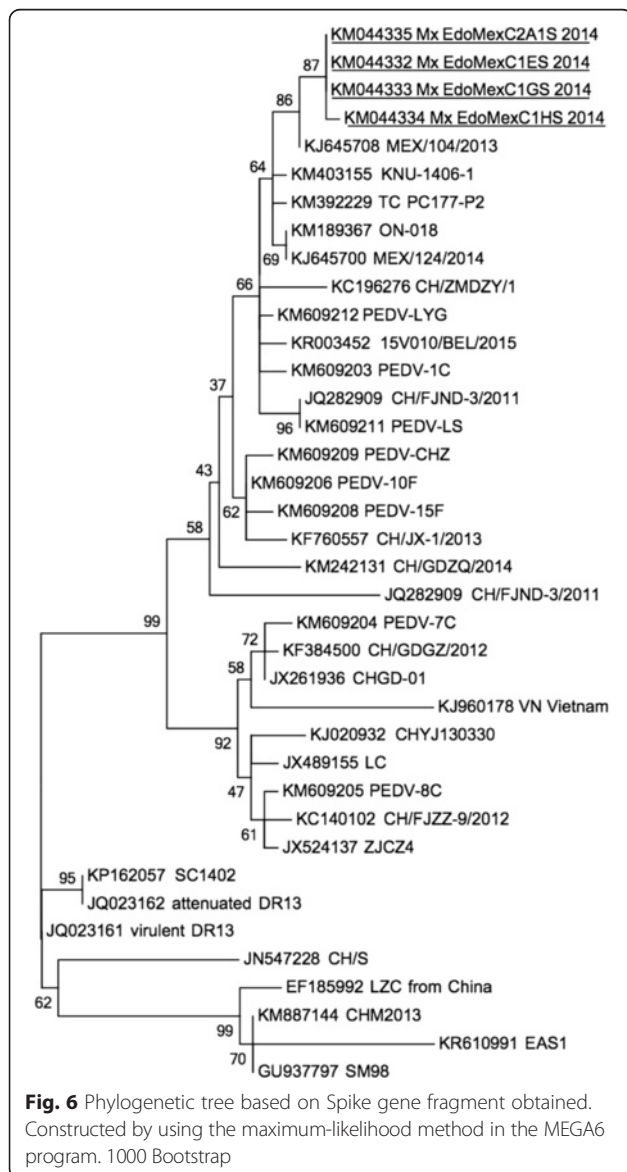 KM044335 Mx EdoMexC2A1S 2014
87
KM044332 Mx EdoMexC1ES 2014
KM044333 Mx EdoMexC1GS 2014
86
KM044334 Mx EdoMexC1HS 2014
KJ645708 MEX/104/2013
64
KM403155 KNU-1406-1
KM392229 TC PC177-P2
KM189367 ON-018
69
KJ645700 MEX/124/2014
66
KC196276 CH/ZMDZY/1
KM609212 PEDV-LYG
KR003452 15V010/BEL/2015
KM609203 PEDV-1C
37
JQ282909 CH/FJND-3/2011
96
KM609211 PEDV-LS
KM609209 PEDV-CHZ
43
KM609206 PEDV-10F
62
KM609208 PEDV-15F
KF760557 CH/JX-1/2013
58
KM242131 CH/GDZQ/2014
JQ282909 CH/FJND-3/2011
99
KM609204 PEDV-7C
72
KF384500 CH/GDGZ/2012
58
JX261936 CHGD-01
KJ960178 VN Vietnam
92
KJ020932 CHYJ130330
JX489155 LC
47
KM609205 PEDV-8C
KC140102 CH/FJZZ-9/2012
61
JX524137 ZJCZ4
95
KP162057 SC1402
JQ023162 attenuated DR13
JQ023161 virulent DR13
JN547228 CH/S
62
EF185992 LZC from China
99
KM887144 CHM2013
KR610991 EAS1
70
GU937797 SM98
Fig. 6 Phylogenetic tree based on Spike gene fragment obtained.
Constructed by using the maximum-likelihood method in the MEGA6
program. 1000 Bootstrap